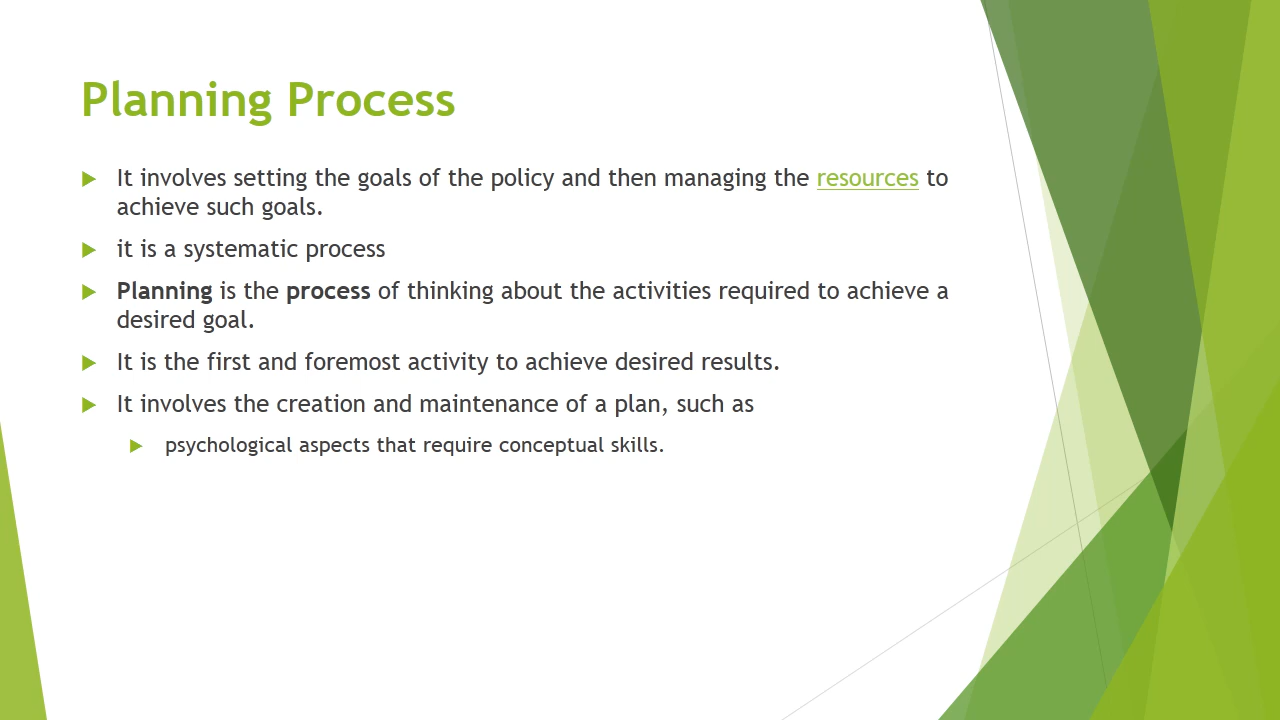 Planning Process
It involves setting the goals of the policy and then managing the resources to
achieve such goals.
it is a systematic process
Planning is the process of thinking about the activities required to achieve a
desired goal.
It is the first and foremost activity to achieve desired results.
It involves the creation and maintenance of a plan, such as
psychological aspects that require conceptual skills.